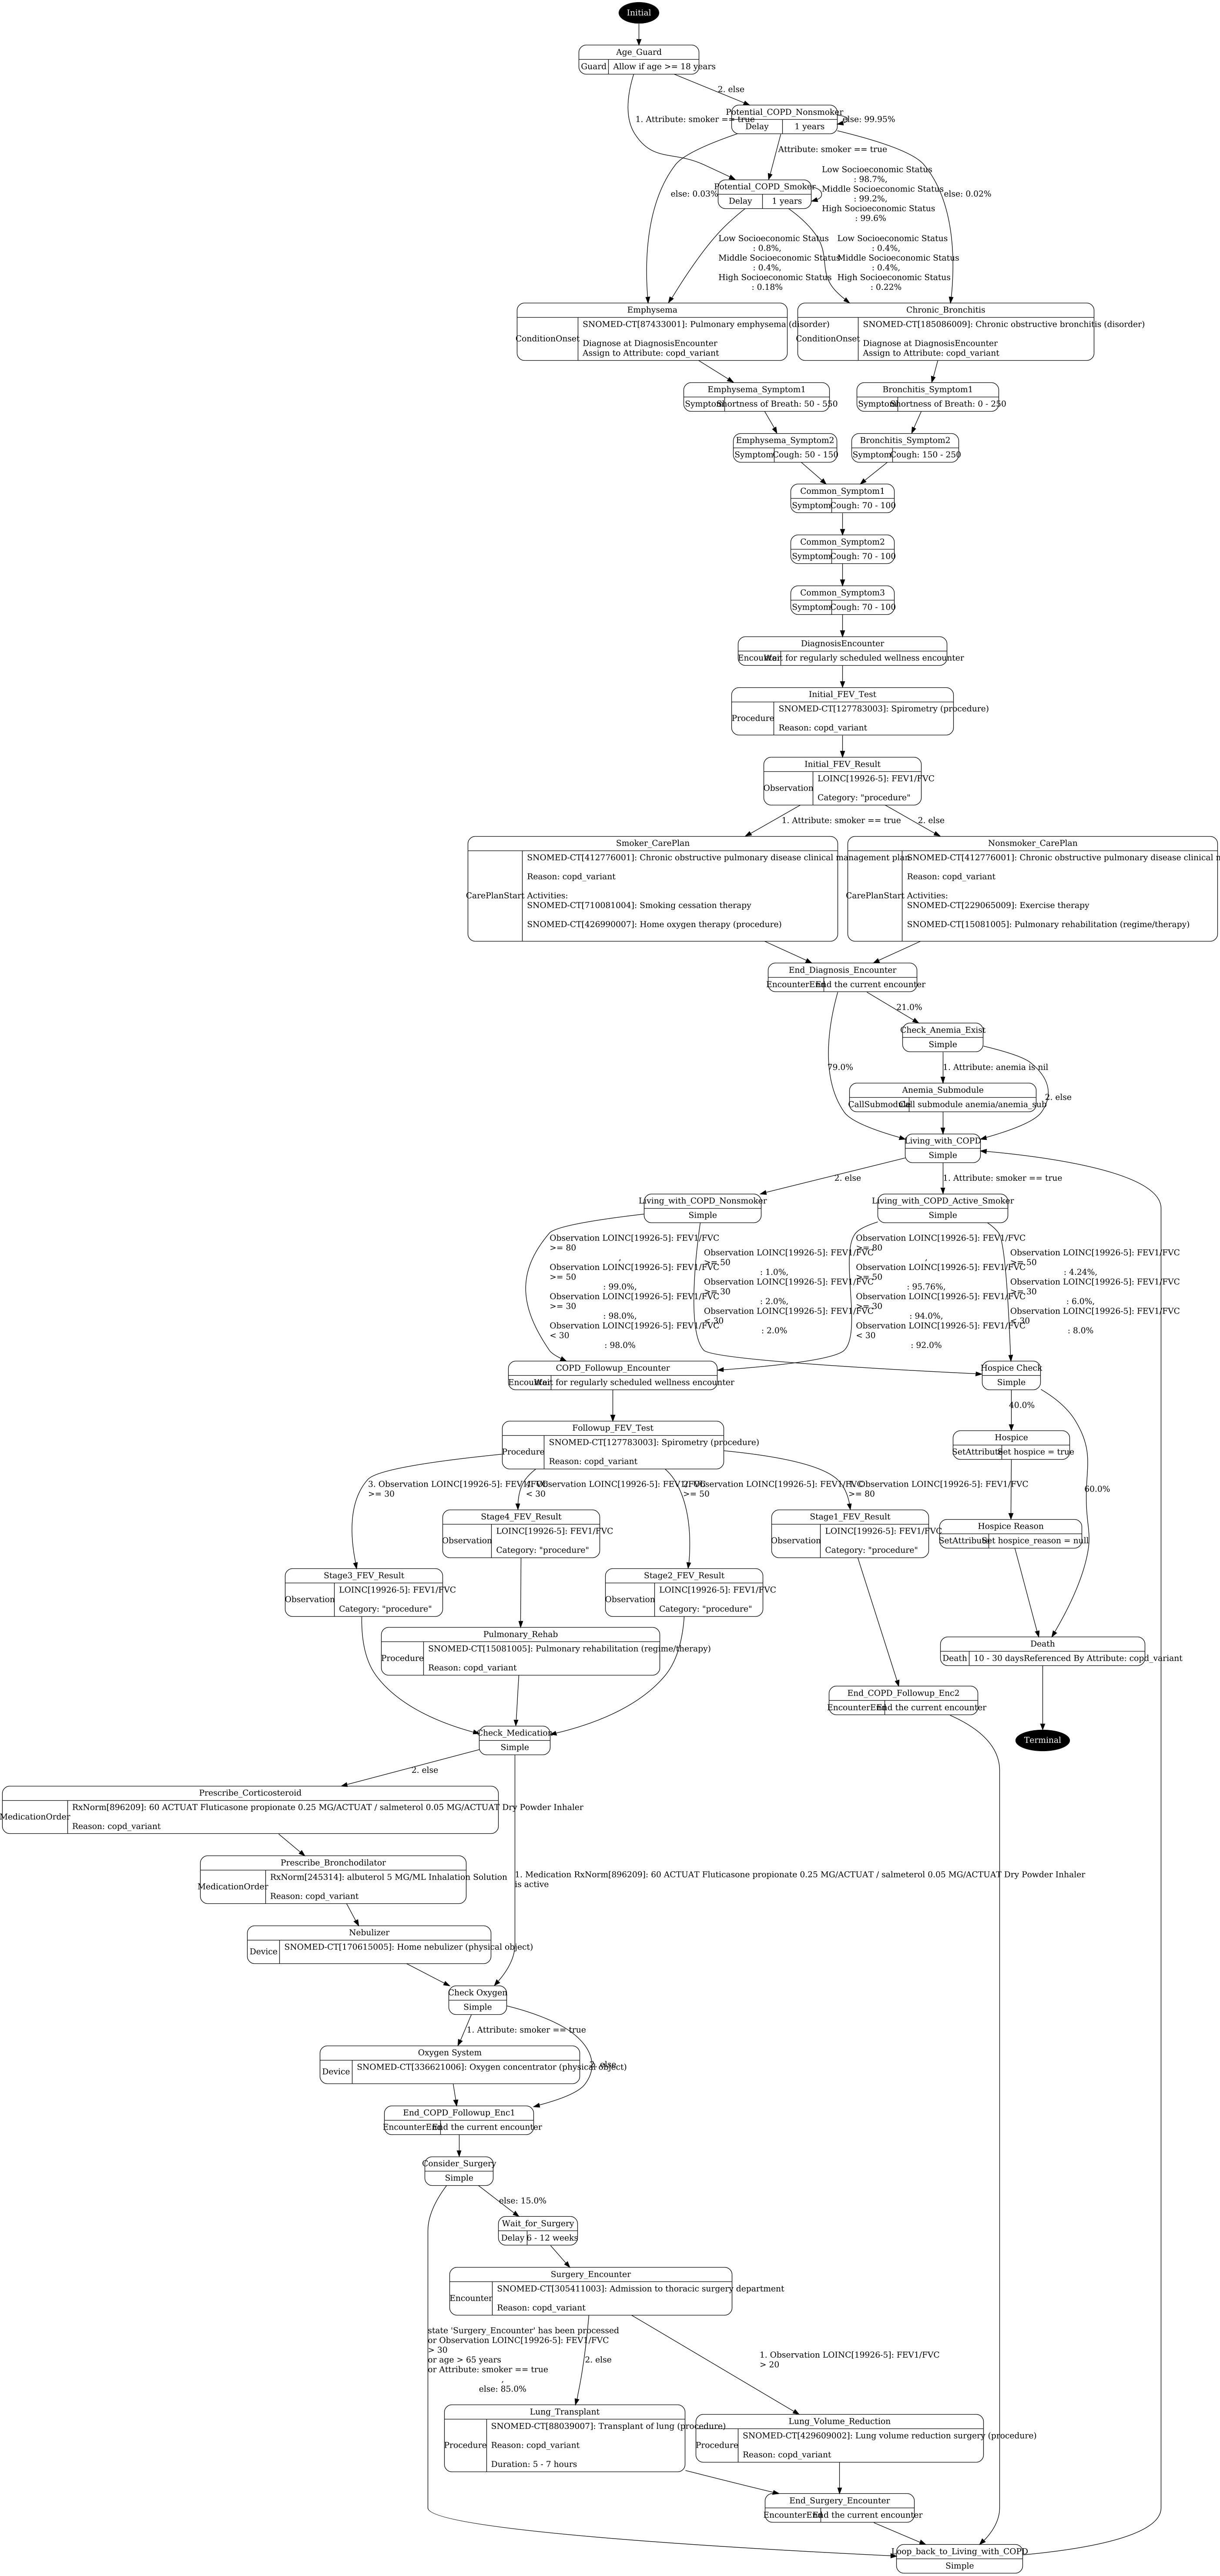 Initial
Age_Guard
Guard
Allow if age >= 18 years
2. else
1. Attribute: smoker == true
Potential_COPD_Nonsmoker
Delay
1 years
else: 99.95%
Attribute: smoker == true
Potential_COPD_Smoker
Delay
1 years
Low Socioeconomic Status
: 98.7%,
Middle Socioeconomic Status
: 99.2%,
High Socioeconomic Status
: 99.6%
else: 0.03%
else: 0.02%
Low Socioeconomic Status
: 0.8%,
Middle Socioeconomic Status
: 0.4%,
High Socioeconomic Status
: 0.18%
Low Socioeconomic Status
: 0.4%,
Middle Socioeconomic Status
: 0.4%,
High Socioeconomic Status
: 0.22%
Emphysema
ConditionOnset
SNOMED-CT[87433001]: Pulmonary emphysema (disorder)
Diagnose at DiagnosisEncounter
Assign to Attribute: copd_variant
Chronic_Bronchitis
ConditionOnset
SNOMED-CT[185086009]: Chronic obstructive bronchitis (disorder)
Diagnose at DiagnosisEncounter
Assign to Attribute: copd_variant
Emphysema_Symptom1
Symptom
Shortness of Breath: 50 - 550
Bronchitis_Symptom1
Symptom
Shortness of Breath: 0 - 250
Emphysema_Symptom2
Symptom
Cough: 50 - 150
Bronchitis_Symptom2
Symptom
Cough: 150 - 250
Common_Symptom1
Symptom
Cough: 70 - 100
Common_Symptom2
Symptom
Cough: 70 - 100
Common_Symptom3
Symptom
Cough: 70 - 100
DiagnosisEncounter
Encounter
Wait for regularly scheduled wellness encounter
Initial_FEV_Test
Procedure
SNOMED-CT[127783003]: Spirometry (procedure)
Reason: copd_variant
Initial_FEV_Result
Observation
LOINC[19926-5]: FEV1/FVC
Category: "procedure"
1. Attribute: smoker == true
2. else
Smoker_CarePlan
CarePlanStart
SNOMED-CT[412776001]: Chronic obstructive pulmonary disease clinical management plan
Reason: copd_variant
Activities:
SNOMED-CT[710081004]: Smoking cessation therapy
SNOMED-CT[426990007]: Home oxygen therapy (procedure)
Nonsmoker_CarePlan
CarePlanStart
SNOMED-CT[412776001]: Chronic obstructive pulmonary disease clinical
Reason: copd_variant
Activities:
SNOMED-CT[229065009]: Exercise therapy
SNOMED-CT[15081005]: Pulmonary rehabilitation (regime/therapy)
End_Diagnosis_Encounter
EncounterEnd
End the current encounter
21.0%
79.0%
Check_Anemia_Exist
Simple
1. Attribute: anemia is nil
2. else
Anemia_Submodule
CallSubmodule
Call submodule anemia/anemia_sub
Living_with_COPD
Simple
2. else
1. Attribute: smoker == true
Living_with_COPD_Nonsmoker
Simple
Living_with_COPD_Active_Smoker
Simple
Observation LOINC[19926-5]: FEV1/FVC
>= 80
,
Observation LOINC[19926-5]: FEV1/FVC
>= 50
: 99.0%,
Observation LOINC[19926-5]: FEV1/FVC
>= 30
: 98.0%,
Observation LOINC[19926-5]: FEV1/FVC
< 30
: 98.0%
Observation LOINC[19926-5]: FEV1/FVC
>= 50
: 1.0%,
Observation LOINC[19926-5]: FEV1/FVC
>= 30
: 2.0%,
Observation LOINC[19926-5]: FEV1/FVC
< 30
: 2.0%
Observation LOINC[19926-5]: FEV1/FVC
>= 80
,
Observation LOINC[19926-5]: FEV1/FVC
>= 50
: 95.76%,
Observation LOINC[19926-5]: FEV1/FVC
>= 30
: 94.0%,
Observation LOINC[19926-5]: FEV1/FVC
< 30
: 92.0%
Observation LOINC[19926-5]: FEV1/FVC
>= 50
: 4.24%,
Observation LOINC[19926-5]: FEV1/FVC
>= 30
: 6.0%,
Observation LOINC[19926-5]: FEV1/FVC
< 30
: 8.0%
COPD_Followup_Encounter
Encounter
Wait for regularly scheduled wellness encounter
Hospice Check
Simple
40.0%
60.0%
Hospice
SetAttribute
Set hospice = true
Hospice Reason
SetAttribute
Set hospice_reason = null
Followup_FEV_Test
Procedure
SNOMED-CT[127783003]: Spirometry (procedure)
Reason: copd_variant
3. Observation LOINC[19926-5]: FEV1/FVC
>= 30
4. Observation LOINC[19926-5]: FEV1/FVC
< 30
2. Observation LOINC[19926-5]: FEV1/FVC
>= 50
1. Observation LOINC[19926-5]: FEV1/FVC
>= 80
Stage4_FEV_Result
Observation
LOINC[19926-5]: FEV1/FVC
Category: "procedure"
Stage1_FEV_Result
Observation
LOINC[19926-5]: FEV1/FVC
Category: "procedure"
Stage3_FEV_Result
Observation
LOINC[19926-5]: FEV1/FVC
Category: "procedure"
Stage2_FEV_Result
Observation
LOINC[19926-5]: FEV1/FVC
Category: "procedure"
Pulmonary_Rehab
Procedure
SNOMED-CT[15081005]: Pulmonary rehabilitation (regime/therapy)
Reason: copd_variant
Death
Death
10 - 30 daysReferenced By Attribute: copd_variant
End_COPD_Followup_Enc2
EncounterEnd
End the current encounter
Terminal
Check_Medication
Simple
2. else
Prescribe_Corticosteroid
MedicationOrder
RxNorm[896209]: 60 ACTUAT Fluticasone propionate 0.25 MG/ACTUAT / salmeterol 0.05 MG/ACTUAT Dry Powder Inhaler
Reason: copd_variant
Prescribe_Bronchodilator
MedicationOrder
RxNorm[245314]: albuterol 5 MG/ML Inhalation Solution
Reason: copd_variant
1. Medication RxNorm[896209]: 60 ACTUAT Fluticasone propionate 0.25 MG/ACTUAT / salmeterol 0.05 MG/ACTUAT Dry Powder Inhaler
is active
Nebulizer
Device
SNOMED-CT[170615005]: Home nebulizer (physical object)
Check Oxygen
Simple
1. Attribute: smoker == true
2. else
Oxygen System
Device
SNOMED-CT[336621006]: Oxygen concentrator (physical object)
End_COPD_Followup_Enc1
EncounterEnd
End the current encounter
Consider_Surgery
Simple
else: 15.0%
Wait_for_Surgery
Delay
6 - 12 weeks
Surgery_Encounter
Encounter
SNOMED-CT[305411003]: Admission to thoracic surgery department
Reason: copd_variant
state 'Surgery_Encounter' has been processed
or Observation LOINC[19926-5]: FEV1/FVC
> 30
or age > 65 years
or Attribute: smoker == true
,
else: 85.0%
2. else
1. Observation LOINC[19926-5]: FEV1/FVC
> 20
Lung_Transplant
Procedure
SNOMED-CT[88039007]: Transplant of lung (procedure)
Reason: copd_variant
Duration: 5 - 7 hours
Lung_Volume_Reduction
Procedure
SNOMED-CT[429609002]: Lung volume reduction surgery (procedure)
Reason: copd_variant
End_Surgery_Encounter
EncounterEnd
End the current encounter
Loop_back_to_Living_with_COPD
Simple